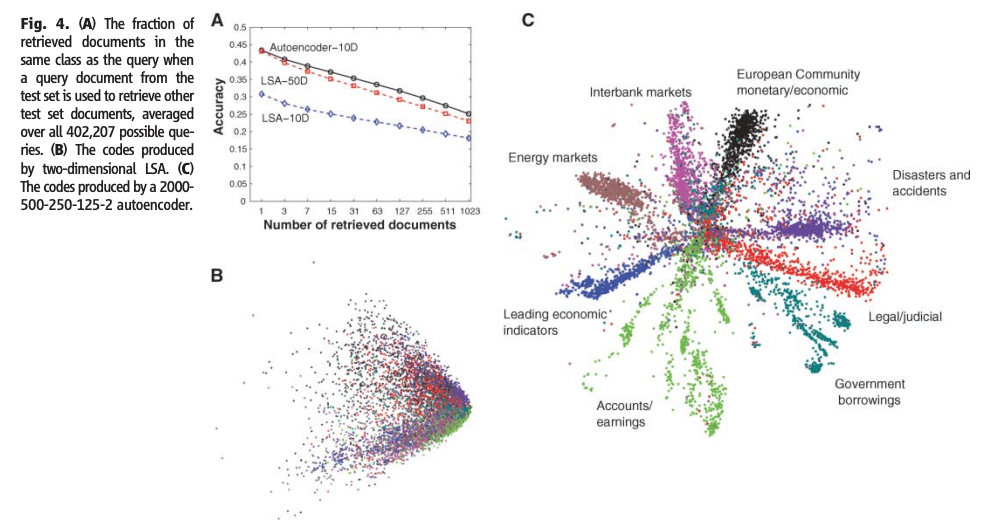 Fig. 4. (A) The fraction of
retrieved documents in the
same class as the query when
a query document from the
test set is used to retrieve other
test set documents, averaged
over all 402,207 possible que-
ries. (B) The codes produced
by two-dimensional LSA. (C)
The codes produced by a 2000-
500-250-125-2 autoencoder.
A
0.5
0.45
0.4
0.35
0.3
0.25
0.2
0.15
0.1
0.05
0
Accuracy
Autoencoder−10D
LSA−50D
LSA−10D
1 3 7 15 31 63 127 255 511 1023
Number of retrieved documents
B
C
Interbank markets
European Community
monetary/economic
Energy markets
Disasters and
accidents
Leading economic
indicators
Legal/judicial
Government
borrowings
Accounts/
earnings